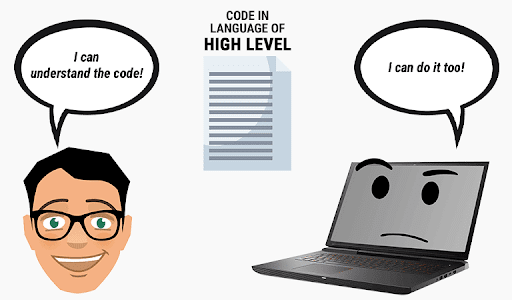 CODE IN
LANGUAGE OF
HIGH LEVEL
I can
understand the code!
I can do it too!